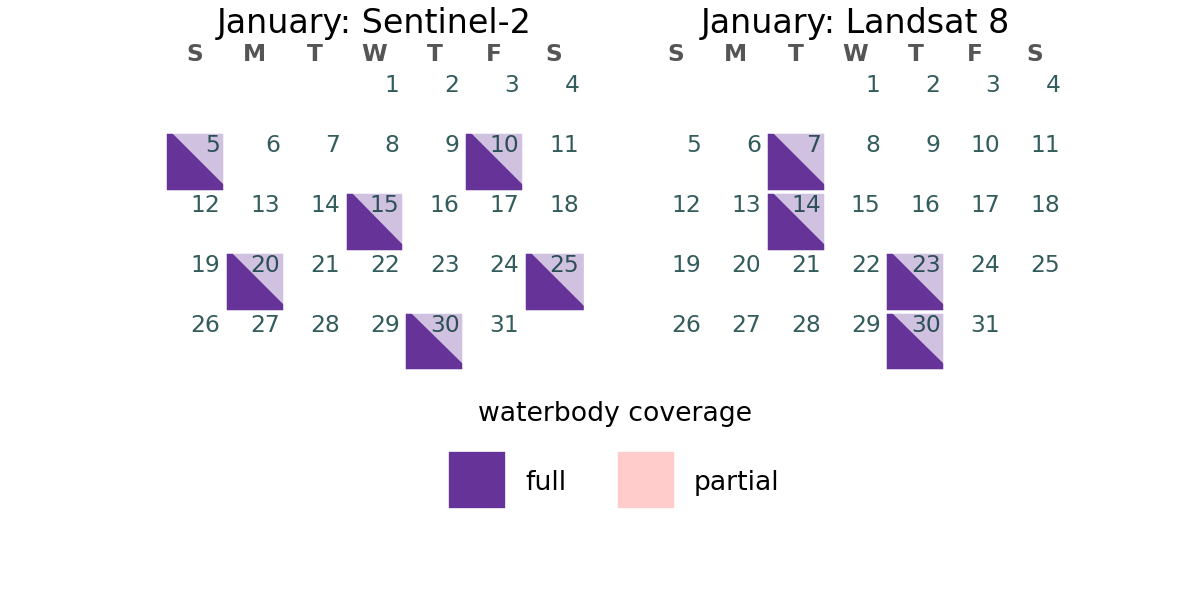 January: Sentinel-2
S M T W T F S
1 2 3 4
5 6 7 8 9 10 11
12 13 14 15 16 17 18
19 20 21 22 23 24 25
26 27 28 29 30 31
January: Landsat 8
S M T W T F S
1 2 3 4
5 6 7 8 9 10 11
12 13 14 15 16 17 18
19 20 21 22 23 24 25
26 27 28 29 30 31
waterbody coverage
full
partial